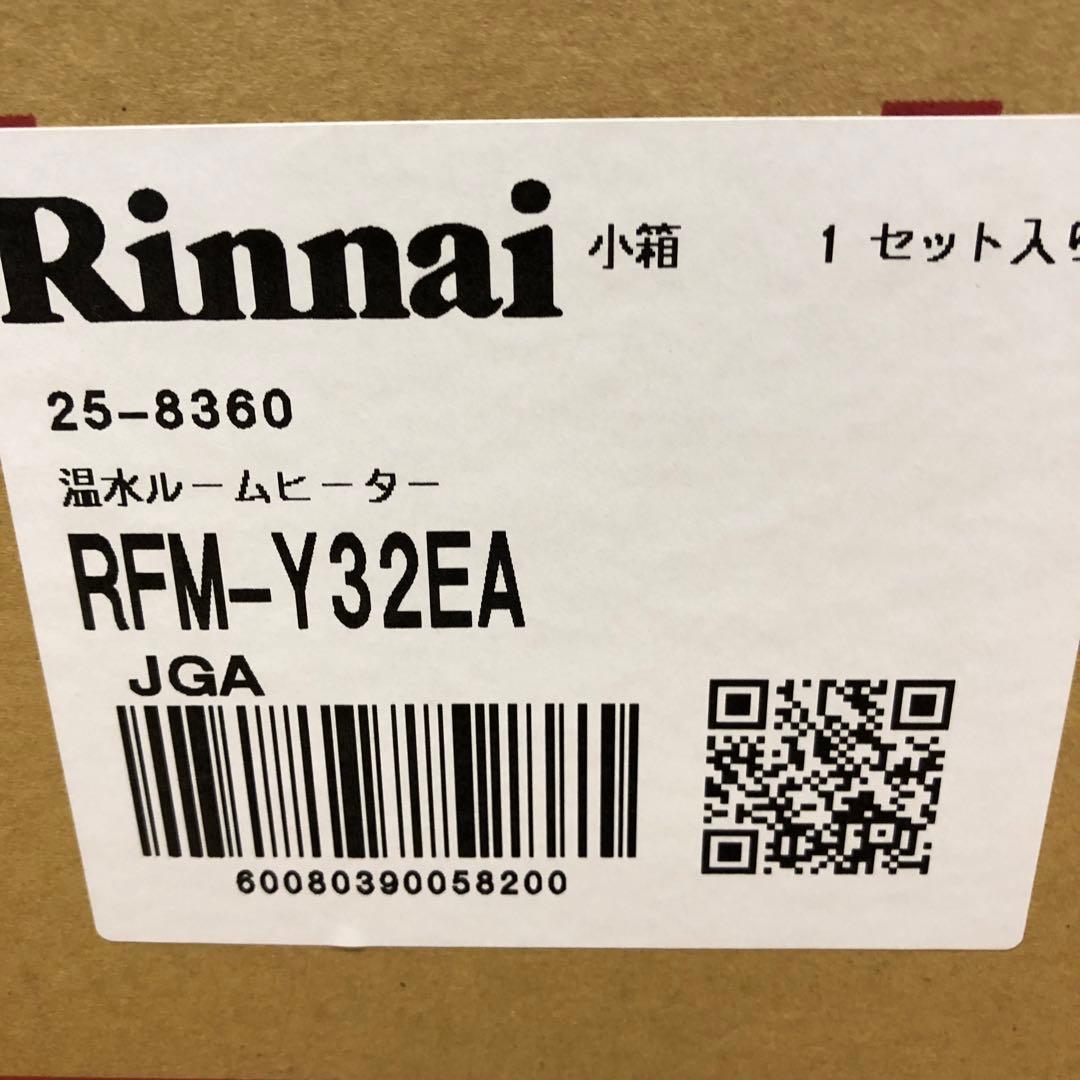 Rinnai 小箱 1 セット入り
25-8360
温水ルームヒーター
RFM-Y32EA
JGA
60080390058200